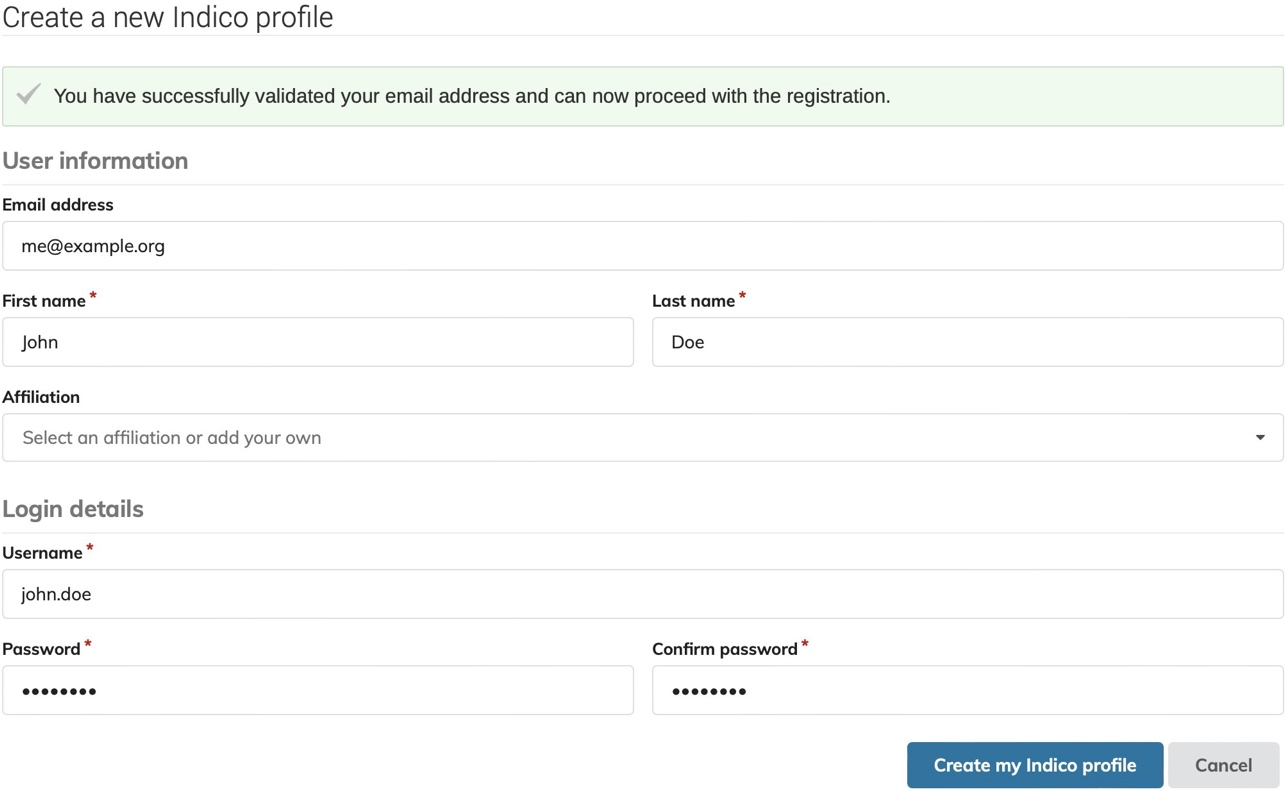 Create a new Indico profile
You have successfully validated your email address and can now proceed with the registration.
User information
Email address
me@example.org
First name *
Last name *
John
Doe
Affiliation
Select an affiliation or add your own
Login details
Username *
john.doe
Password *
Confirm password *
••••••••
••••••••
Create my Indico profile
Cancel